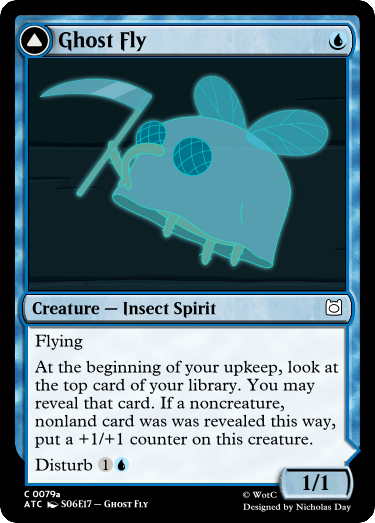 Ghost Fly
Creature — Insect Spirit
Flying
At the beginning of your upkeep, look at
the top card of your library. You may
reveal that card. If a noncreature,
nonland card was was revealed this way,
put a +1/+1 counter on this creature.
Disturb 1
1/1
C 0079a
ATC S06E17 – Ghost Fly
© WotC
Designed by Nicholas Day